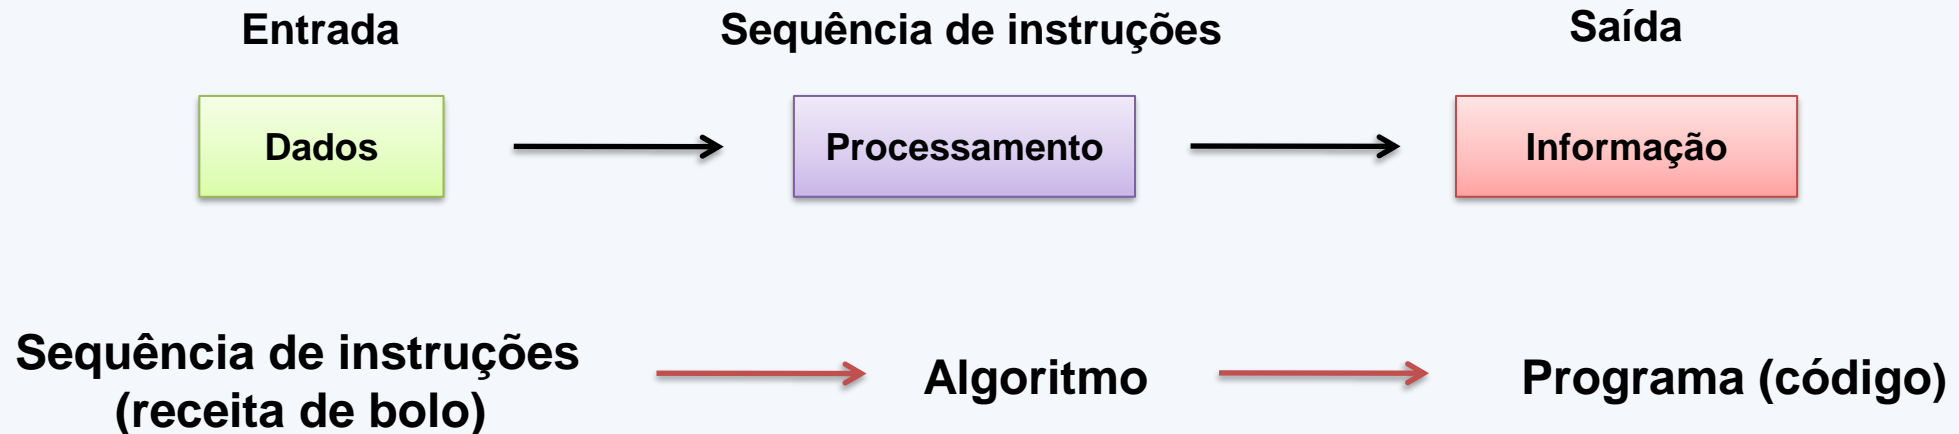 Entrada
Sequência de instruções
Saída
Dados
Processamento
Informação
Sequência de instruções
(receita de bolo)
Algoritmo
Programa (código)